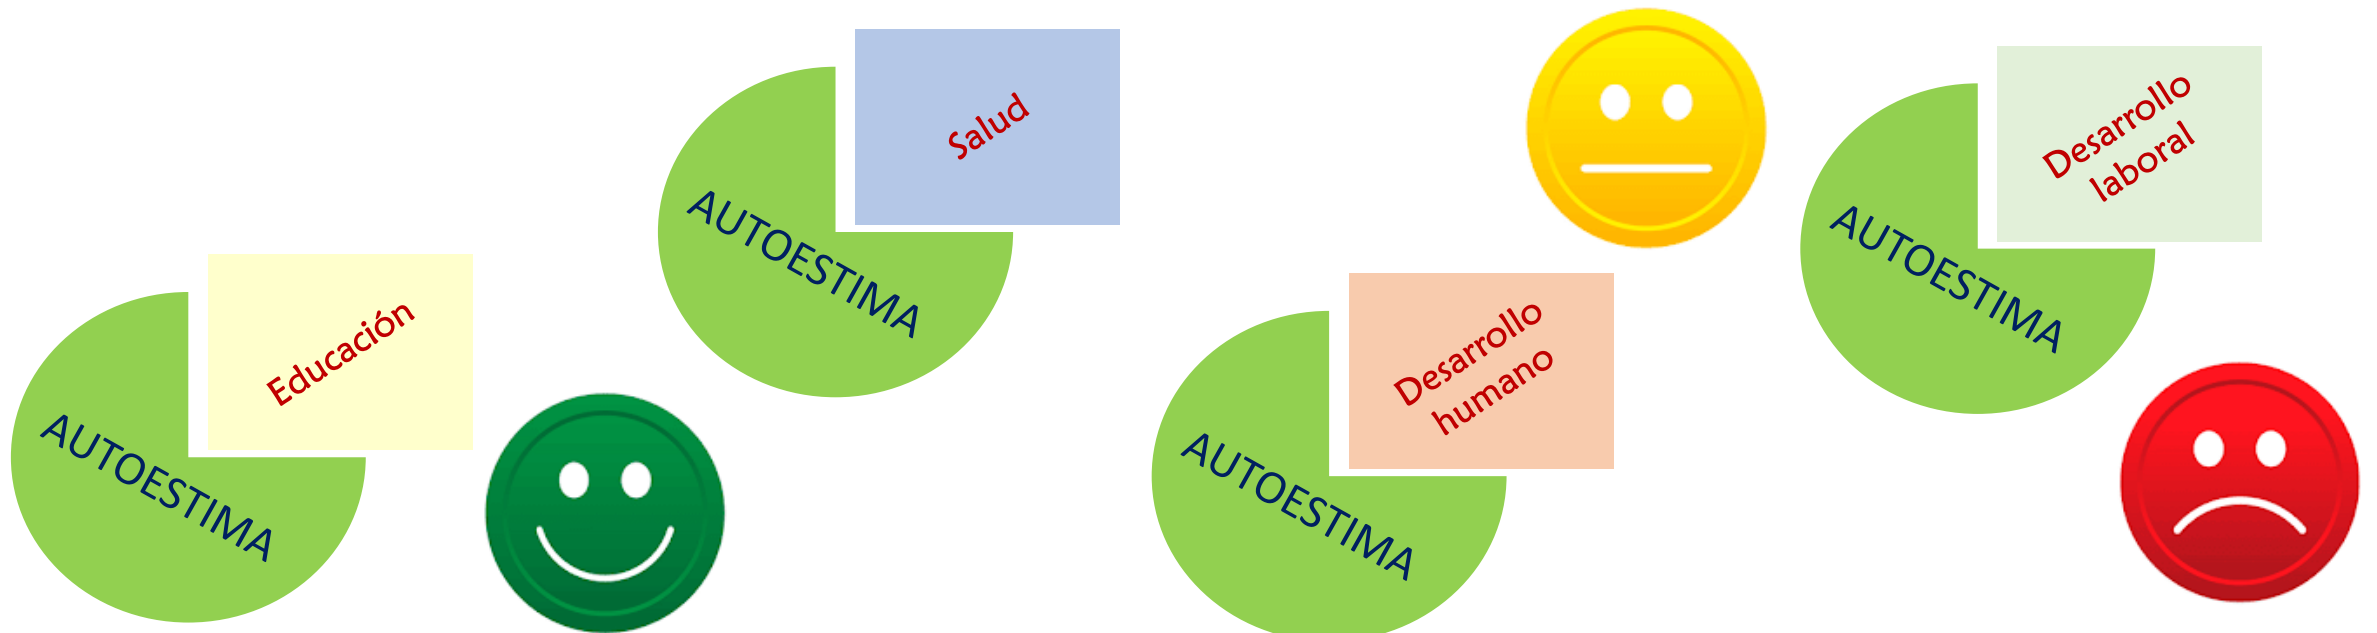 Educación
AUTOESTIMA
Salud
AUTOESTIMA
Desarrollo
humano
AUTOESTIMA
Desarrollo
laboral
AUTOESTIMA